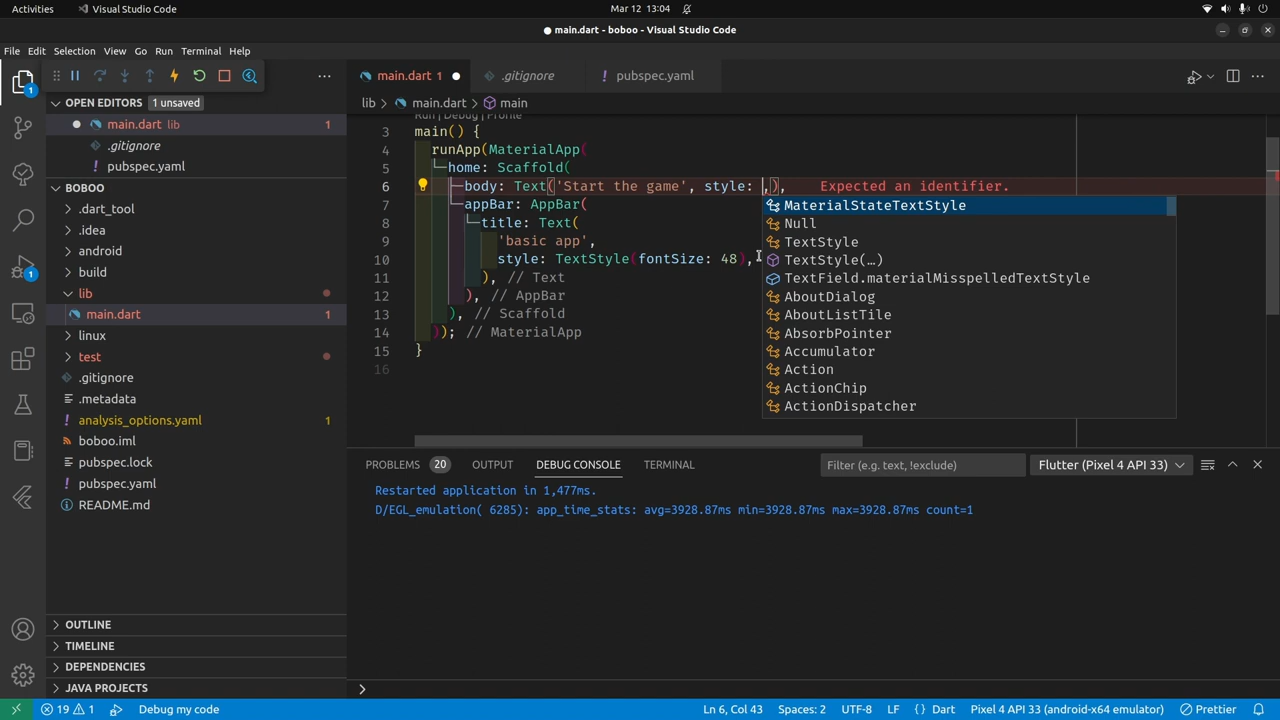 Activities
Visual Studio Code
Mar 12 13:04
main.dart - boboo - Visual Studio Code
File Edit Selection View Go Run Terminal Help
main.dart 1
.gitignore
pubspec.yaml
1
OPEN EDITORS 1 unsaved
main.dart lib 1
.gitignore
pubspec.yaml
BOBOO
.dart_tool
.idea
android
build
lib
main.dart 1
linux
test
.gitignore
.metadata
analysis_options.yaml 1
boboo.iml
pubspec.lock
pubspec.yaml
README.md
OUTLINE
TIMELINE
DEPENDENCIES
JAVA PROJECTS
1
lib > main.dart > main
Run | Debug | Profile
3 main() {
4 runApp(MaterialApp(
5 home: Scaffold(
6 body: Text('Start the game', style: ,), Expected an identifier.
7 appBar: AppBar(
8 title: Text(
9 'basic app',
10 style: TextStyle(fontSize: 48),
11 ), // Text
12 ), // AppBar
13 ), // Scaffold
14 )); // MaterialApp
15 }
16
MaterialStateTextStyle
Null
TextStyle
TextStyle(…)
TextField.materialMisspelledTextStyle
AboutDialog
AboutListTile
AbsorbPointer
Accumulator
Action
ActionChip
ActionDispatcher
PROBLEMS 20 OUTPUT DEBUG CONSOLE TERMINAL
Filter (e.g. text, !exclude)
Flutter (Pixel 4 API 33)
Restarted application in 1,477ms.
D/EGL_emulation( 6285): app_time_stats: avg=3928.87ms min=3928.87ms max=3928.87ms count=1
>
19 1 Debug my code
Ln 6, Col 43 Spaces: 2 UTF-8 LF {} Dart Pixel 4 API 33 (android-x64 emulator) Prettier